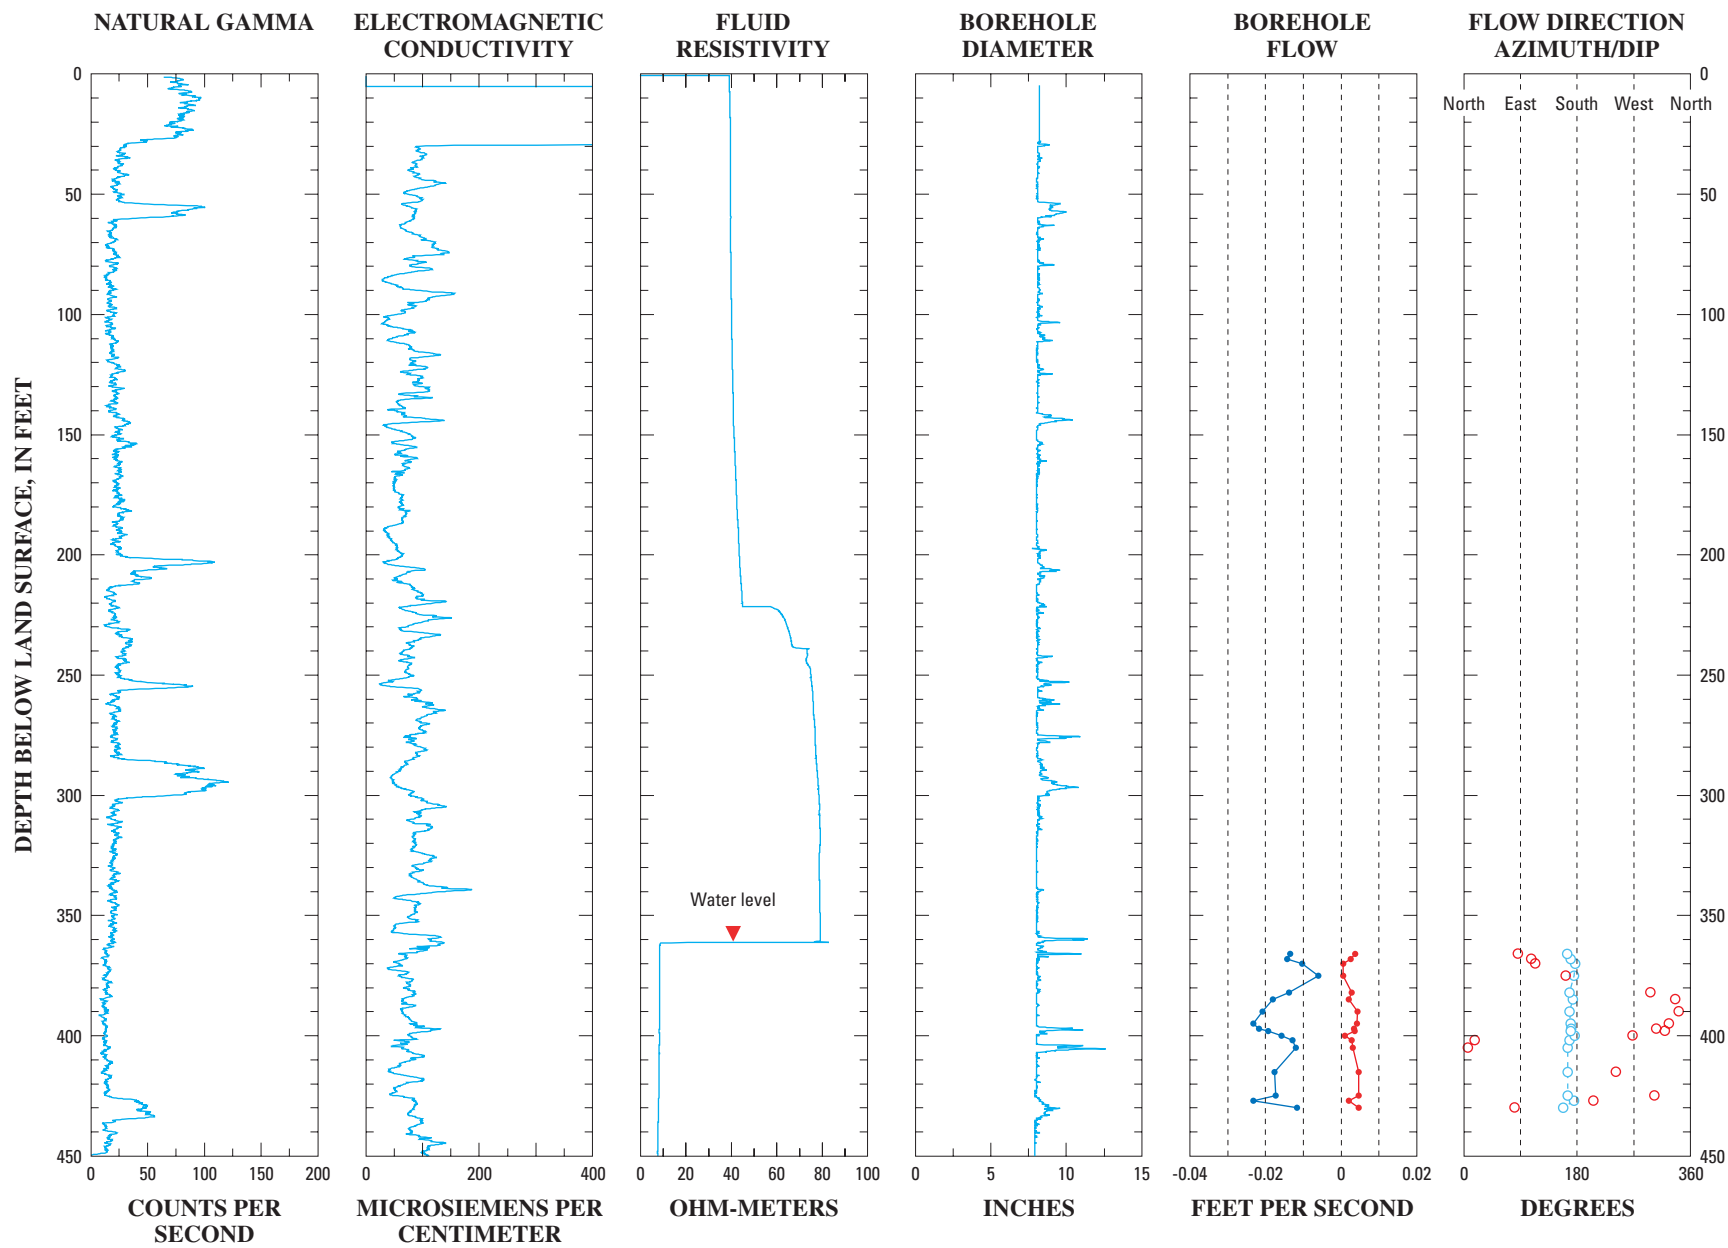 NATURAL GAMMA
ELECTROMAGNETIC
CONDUCTIVITY
FLUID
RESISTIVITY
BOREHOLE
DIAMETER
BOREHOLE
FLOW
FLOW DIRECTION
AZIMUTH/DIP
DEPTH BELOW LAND SURFACE, IN FEET
0
50
100
150
200
250
300
350
400
450
Water level
North East South West North
0
50
100
150
200
250
300
350
400
450
0 50 100 150 200
0 200 400
0 20 40 60 80 100
0 5 10 15
-0.04 -0.02 0 0.02
0 180 360
COUNTS PER
SECOND
MICROSIEMENS PER
CENTIMETER
OHM-METERS
INCHES
FEET PER SECOND
DEGREES